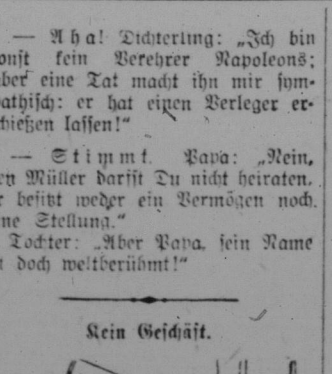 — Aha! Dichterling: „Ich bin
onst kein Verehrer Napoleons;
ber eine Tat macht ihn mir sym-
athisch: er hat einen Verleger er-
chießen lassen!“
— Stimmt. Papa: „Nein,
en Müller darfst Du nicht heiraten.
r besitzt weder ein Vermögen noch
ne Stellung.“
Tochter: „Aber Papa, sein Name
t doch weltberühmt!“
Kein Geschäft.